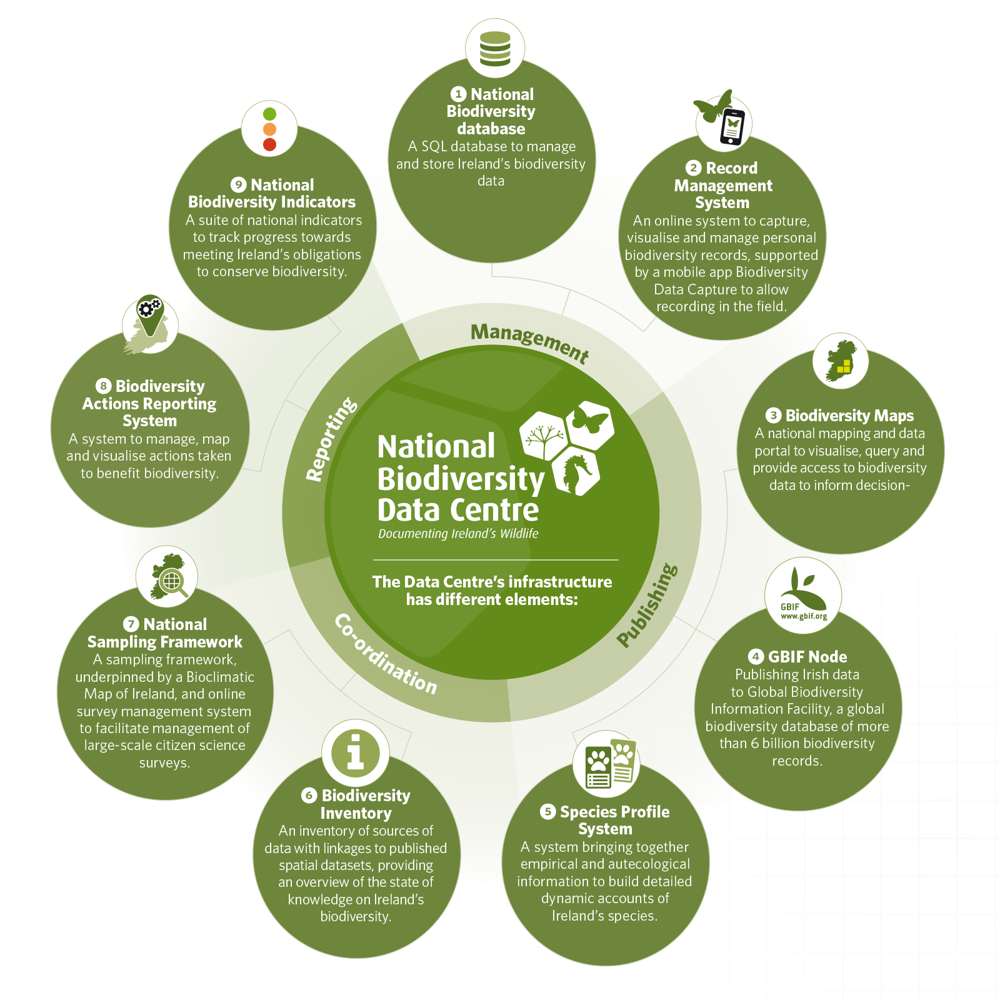 National
Biodiversity
Data Centre
Documenting Ireland's Wildlife
The Data Centre's infrastructure
has different elements:
Management
Publishing
Co-ordination
Reporting
1 National
Biodiversity
database
A SQL database to manage
and store Ireland's biodiversity
data
2 Record
Management
System
An online system to capture,
visualise and manage personal
biodiversity records, supported
by a mobile app Biodiversity
Data Capture to allow
recording in the field.
3 Biodiversity Maps
A national mapping and data
portal to visualise, query and
provide access to biodiversity
data to inform decision-
GBIF
www.gbif.org
4 GBIF Node
Publishing Irish data
to Global Biodiversity
Information Facility, a global
biodiversity database of more
than 6 billion biodiversity
records.
5 Species Profile
System
A system bringing together
empirical and autecological
information to build detailed
dynamic accounts of
Ireland's species.
i
6 Biodiversity
Inventory
An inventory of sources of
data with linkages to published
spatial datasets, providing
an overview of the state of
knowledge on Ireland's
biodiversity.
7 National
Sampling Framework
A sampling framework,
underpinned by a Bioclimatic
Map of Ireland, and online
survey management system
to facilitate management of
large-scale citizen science
surveys.
8 Biodiversity
Actions Reporting
System
A system to manage, map
and visualise actions taken
to benefit biodiversity.
9 National
Biodiversity Indicators
A suite of national indicators
to track progress towards
meeting Ireland's obligations
to conserve biodiversity.